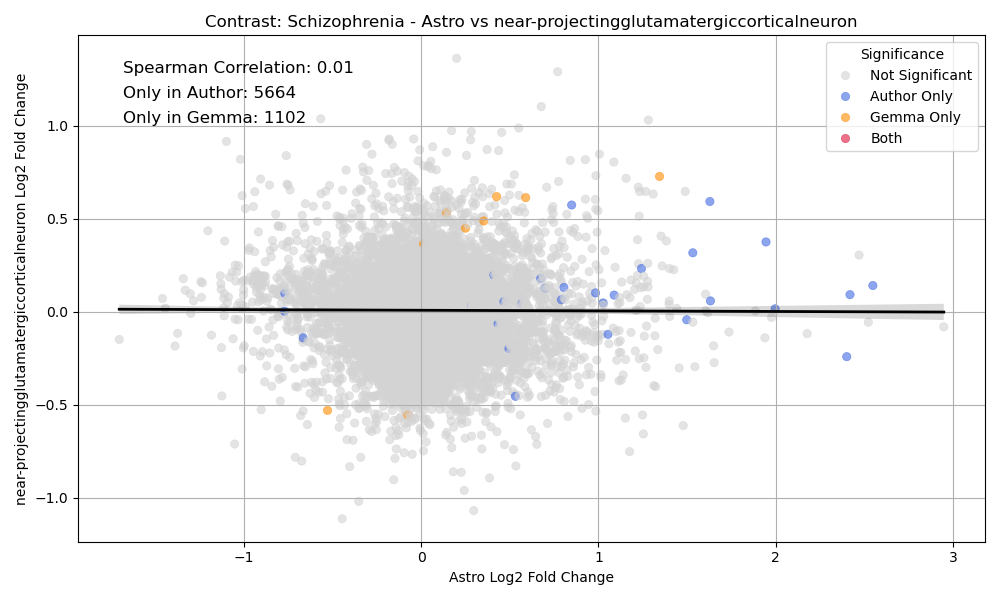 Contrast: Schizophrenia - Astro vs near-projectingglutamatergiccorticalneuron
Spearman Correlation: 0.01
Only in Author: 5664
Only in Gemma: 1102
Significance
Not Significant
Author Only
Gemma Only
Both
near-projectingglutamatergiccorticalneuron Log2 Fold Change
1.0
0.5
0.0
−0.5
−1.0
−1
0
1
2
3
Astro Log2 Fold Change